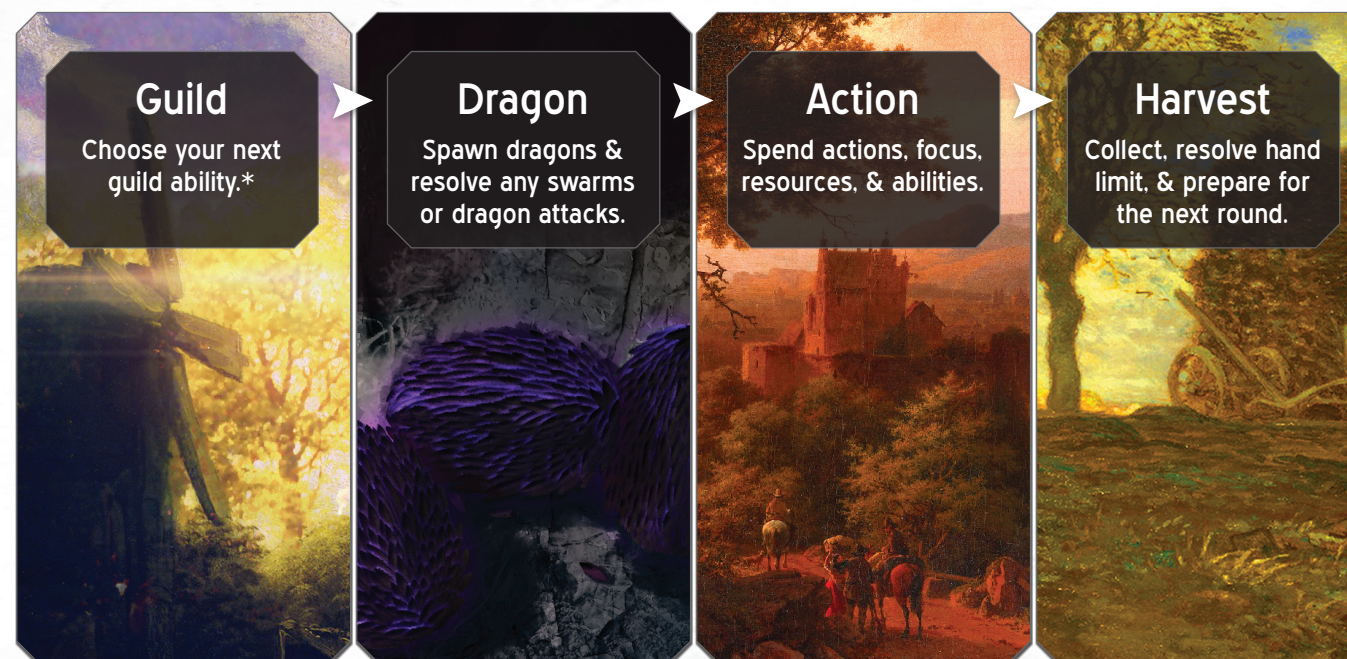 Guild
Choose your next
guild ability.*
Dragon
Spawn dragons &
resolve any swarms
or dragon attacks.
Action
Spend actions, focus,
resources, & abilities.
Harvest
Collect, resolve hand
limit, & prepare for
the next round.